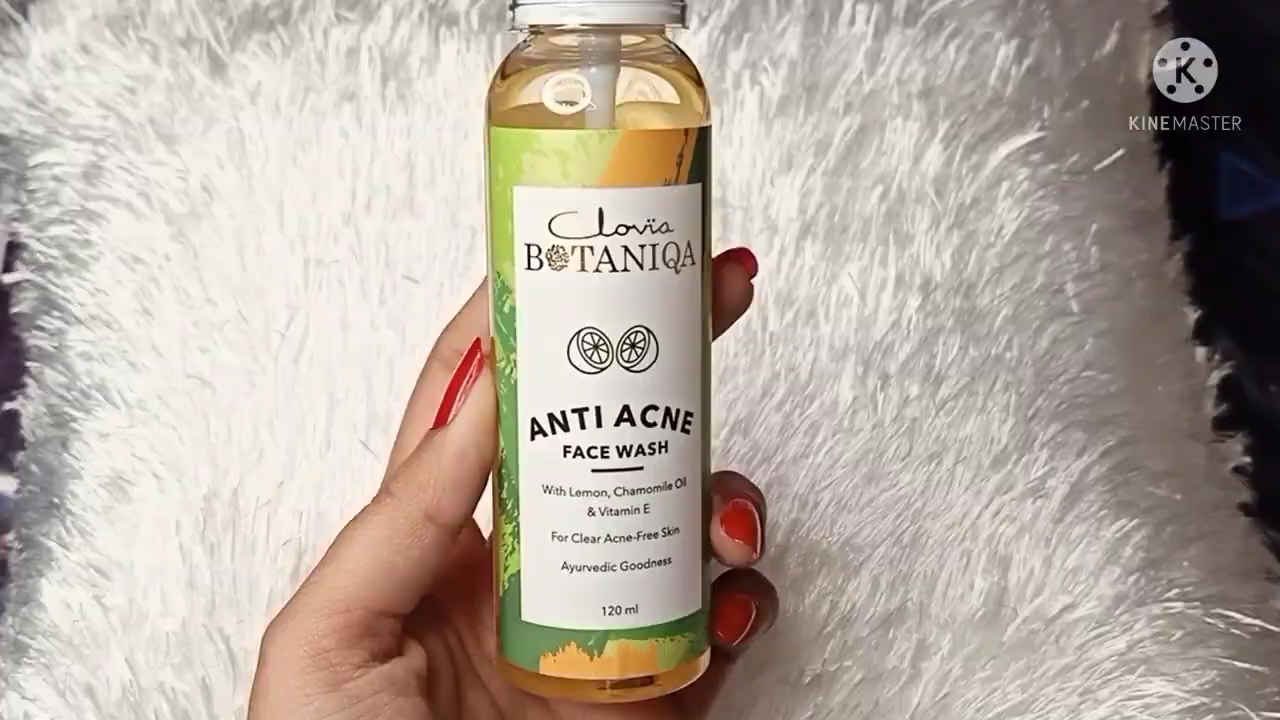 Clovia
BOTANIQA
ANTI ACNE
FACE WASH
With Lemon, Chamomile Oil
& Vitamin E
For Clear Acne-Free Skin
Ayurvedic Goodness
120 ml
K
KINEMASTER